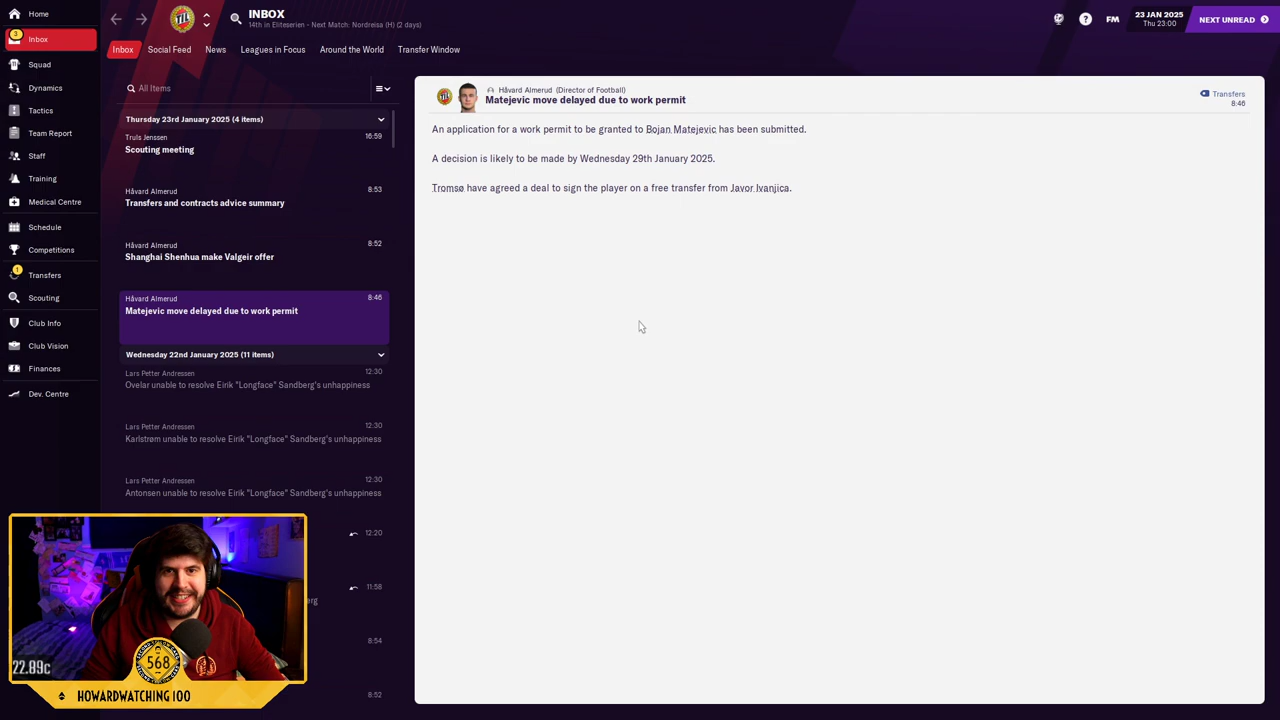 Home
3
Inbox
Squad
Dynamics
Tactics
Team Report
Staff
Training
Medical Centre
Schedule
Competitions
1
Transfers
Scouting
Club Info
Club Vision
Finances
Dev. Centre
TIL
INBOX
14th in Eliteserien - Next Match: Nordreisa (H) (2 days)
?
FM
23 JAN 2025
Thu 23:00
NEXT UNREAD
Inbox
Social Feed
News
Leagues in Focus
Around the World
Transfer Window
All Items
Thursday 23rd January 2025 (4 items)
Truls Jenssen 16:59
Scouting meeting
Håvard Almerud 8:53
Transfers and contracts advice summary
Håvard Almerud 8:52
Shanghai Shenhua make Valgeir offer
Håvard Almerud 8:46
Matejevic move delayed due to work permit
Wednesday 22nd January 2025 (11 items)
Lars Petter Andressen 12:30
Ovelar unable to resolve Eirik "Longface" Sandberg's unhappiness
Lars Petter Andressen 12:30
Karlstrøm unable to resolve Eirik "Longface" Sandberg's unhappiness
Lars Petter Andressen 12:30
Antonsen unable to resolve Eirik "Longface" Sandberg's unhappiness
12:20
11:58
erg
8:54
8:52
TIL
Håvard Almerud (Director of Football)
Matejevic move delayed due to work permit
Transfers
8:46
An application for a work permit to be granted to Bojan Matejevic has been submitted.
A decision is likely to be made by Wednesday 29th January 2025.
Tromsø have agreed a deal to sign the player on a free transfer from Javor Ivanjica.
22.89c
568
HOWARDWATCHING 100